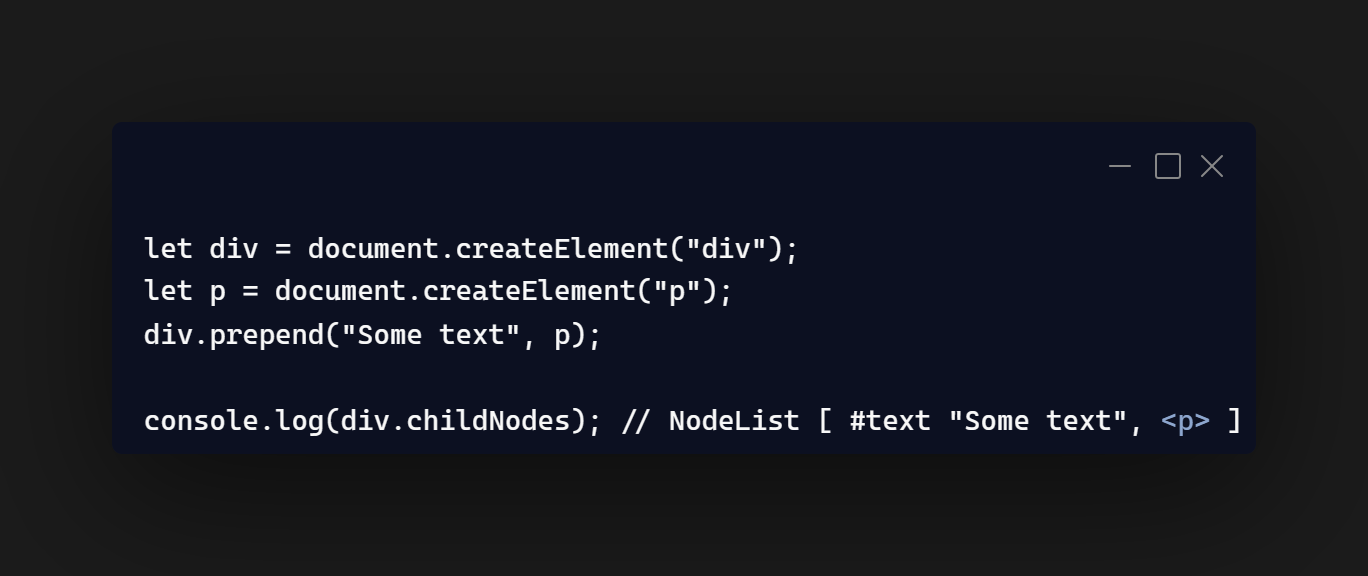 let div = document.createElement("div");
let p = document.createElement("p");
div.prepend("Some text", p);
console.log(div.childNodes); // NodeList [ #text "Some text", <p> ]